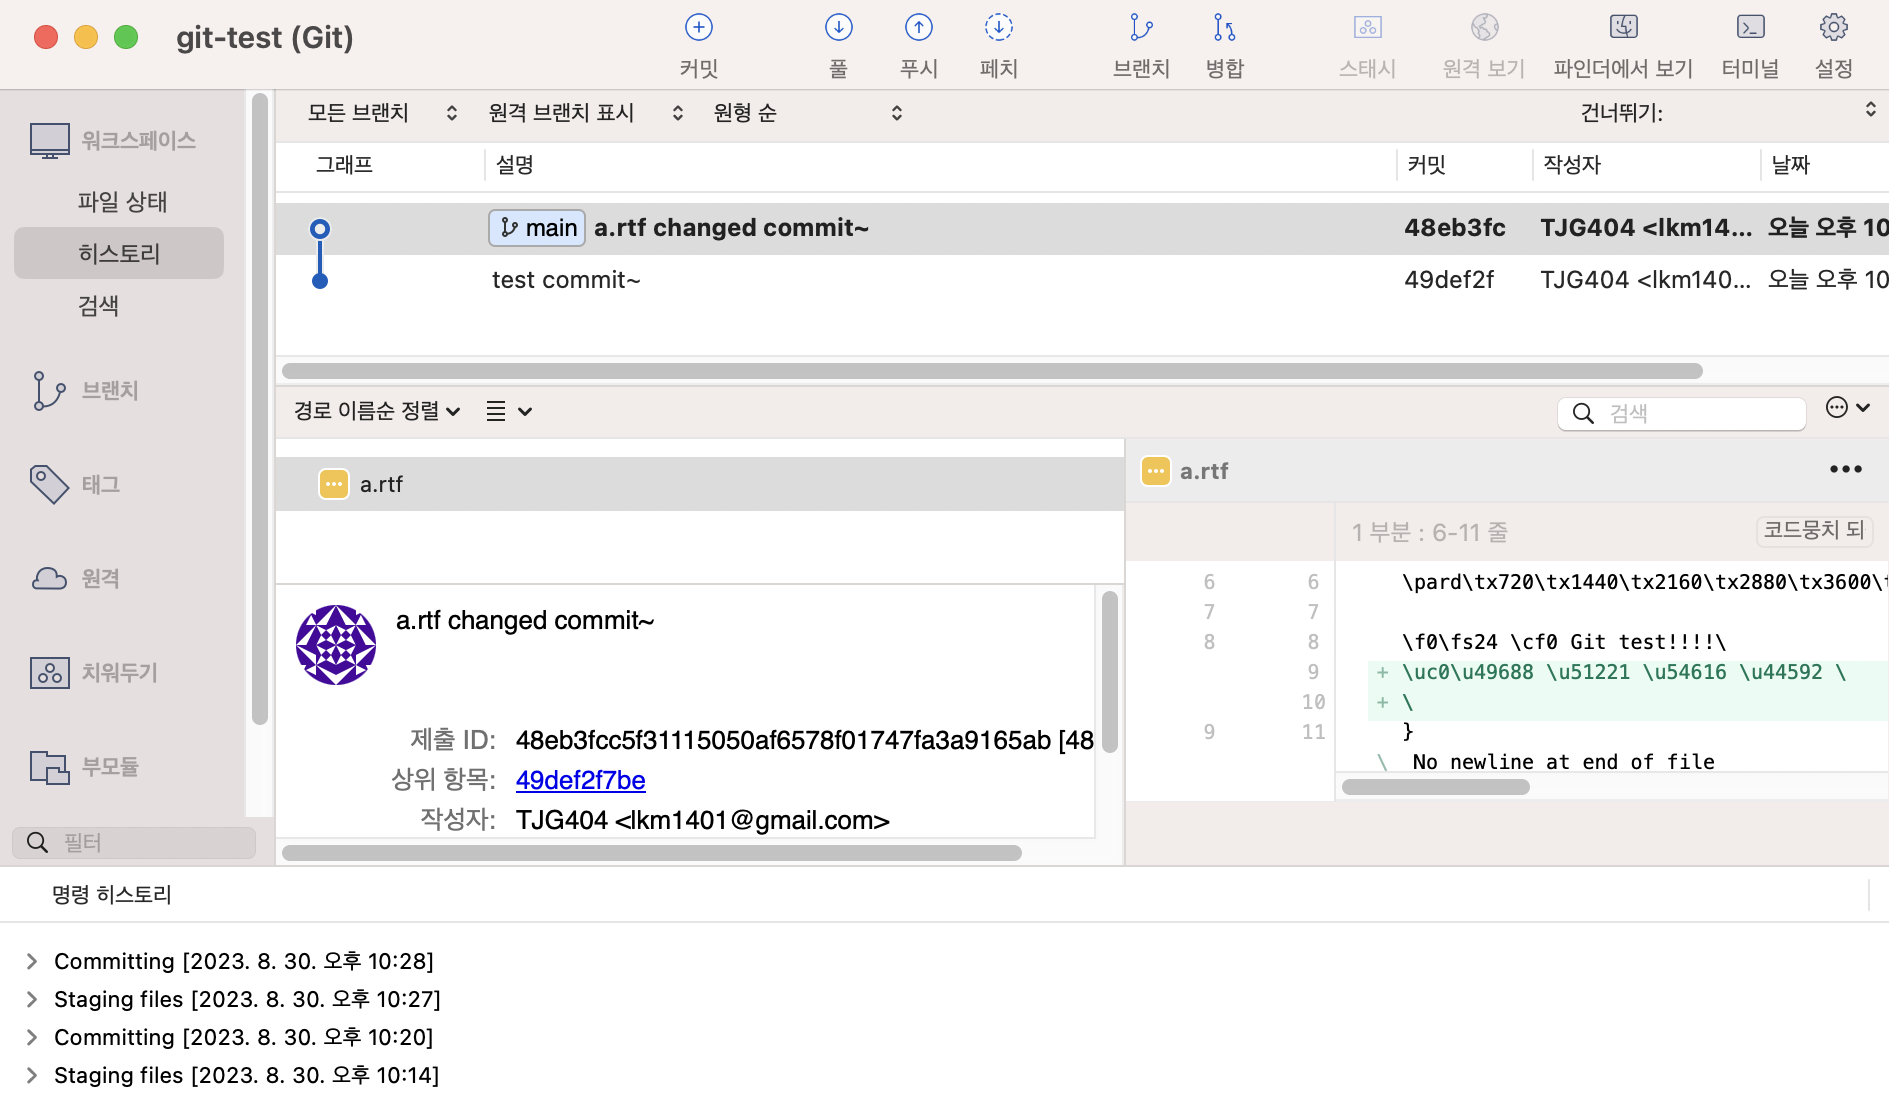 git-test (Git)
커밋
풀
푸시
페치
브랜치
병합
스태시
원격 보기
파인더에서 보기
터미널
설정
워크스페이스
파일 상태
히스토리
검색
브랜치
태그
원격
치워두기
부모듈
필터
모든 브랜치
원격 브랜치 표시
원형 순
건너뛰기:
그래프 설명 커밋 작성자 날짜
main a.rtf changed commit~ 48eb3fc TJG404 <lkm14... 오늘 오후 10
test commit~ 49def2f TJG404 <lkm140... 오늘 오후 10
경로 이름순 정렬
검색
a.rtf
a.rtf changed commit~
제출 ID: 48eb3fcc5f31115050af6578f01747fa3a9165ab [48
상위 항목: 49def2f7be
작성자: TJG404 <lkm1401@gmail.com>
a.rtf
1 부분 : 6-11 줄
코드뭉치 되
6 6 \pard\tx720\tx1440\tx2160\tx2880\tx3600\t
7 7
8 8 \f0\fs24 \cf0 Git test!!!!\
9 + \uc0\u49688 \u51221 \u54616 \u44592 \
10 + \
9 11 }
\ No newline at end of file
명령 히스토리
Committing [2023. 8. 30. 오후 10:28]
Staging files [2023. 8. 30. 오후 10:27]
Committing [2023. 8. 30. 오후 10:20]
Staging files [2023. 8. 30. 오후 10:14]